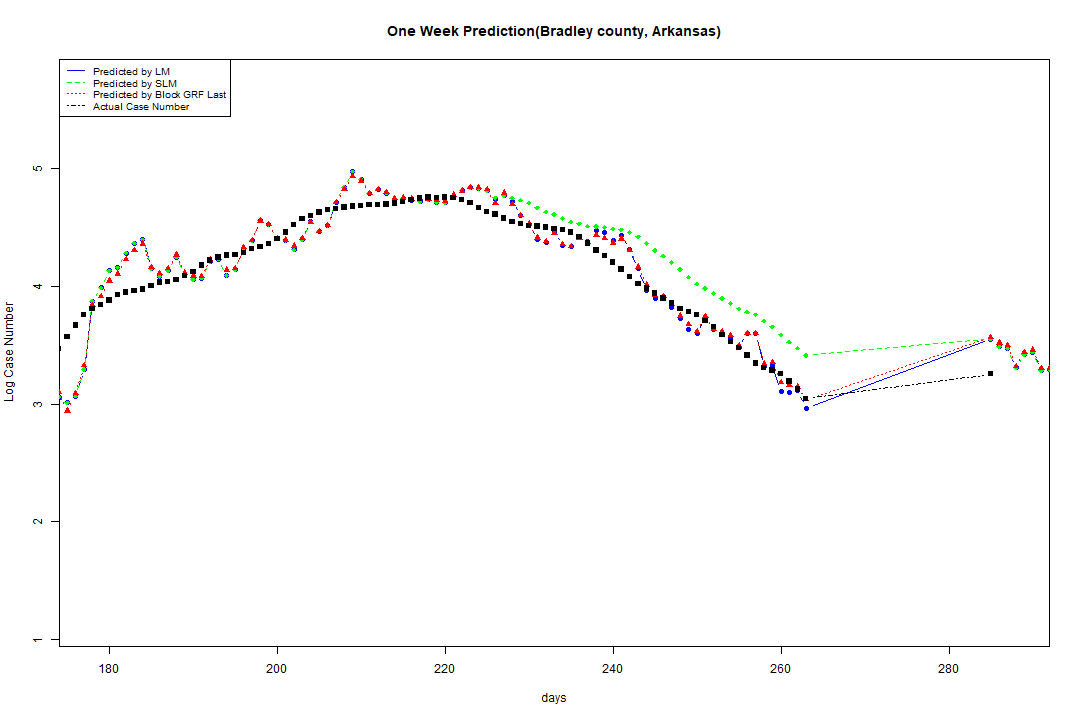 One Week Prediction(Bradley county, Arkansas)
Predicted by LM
Predicted by SLM
Predicted by Block GRF Last
Actual Case Number
Log Case Number
5
4
3
2
1
180 200 220 240 260 280
days